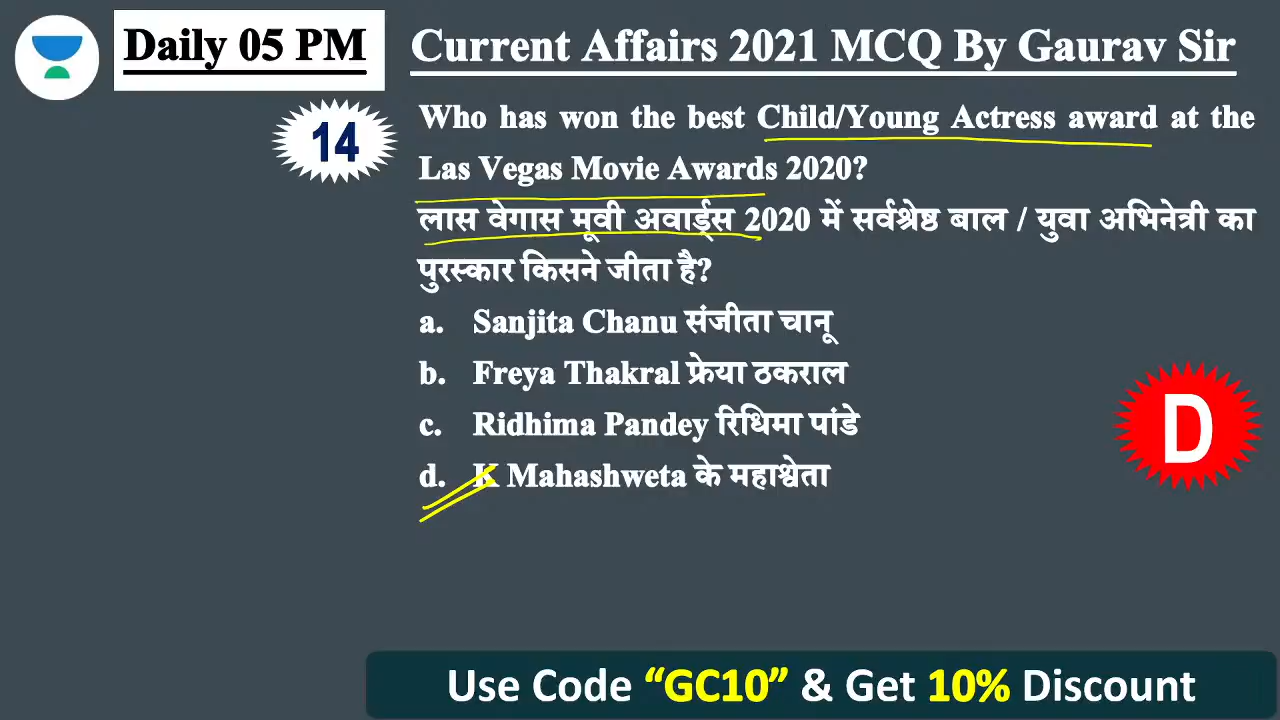 Daily 05 PM
Current Affairs 2021 MCQ By Gaurav Sir
14
Who has won the best Child/Young Actress award at the
Las Vegas Movie Awards 2020?
लास वेगास मूवी अवार्ड्स 2020 में सर्वश्रेष्ठ बाल / युवा अभिनेत्री का
पुरस्कार किसने जीता है?
a. Sanjita Chanu संजीता चानू
b. Freya Thakral फ्रेया ठकराल
c. Ridhima Pandey रिधिमा पांडे
d. K Mahashweta के महाश्वेता
D
Use Code “GC10” & Get 10% Discount